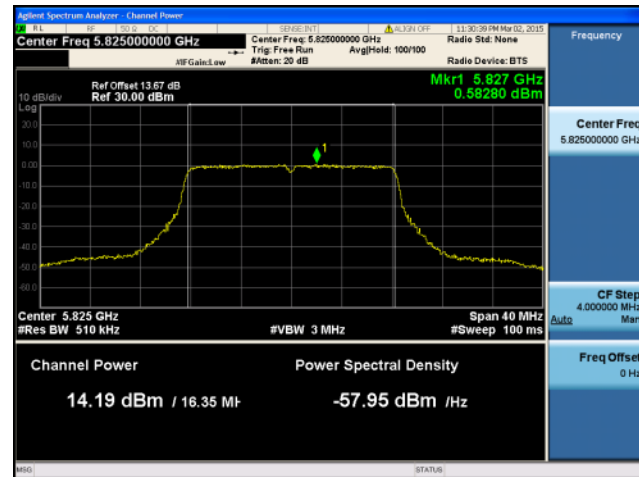 Agilent Spectrum Analyzer - Channel Power
RL RF 50 Ω DC SENSE:INT ALIGN OFF 11:30:39 PM Mar 02, 2015
Center Freq 5.825000000 GHz
Center Freq: 5.825000000 GHz Radio Std: None
Trig: Free Run Avg|Hold: 100/100
#IFGain:Low #Atten: 20 dB Radio Device: BTS
Frequency
Ref Offset 13.67 dB
10 dB/div Ref 30.00 dBm
Mkr1 5.827 GHz
0.58280 dBm
Log
20.0
10.0
0.00
-10.0
-20.0
-30.0
-40.0
-50.0
-60.0
1
Center 5.825 GHz Span 40 MHz
#Res BW 510 kHz #VBW 3 MHz #Sweep 100 ms
Channel Power Power Spectral Density
14.19 dBm / 16.35 MH -57.95 dBm /Hz
Center Freq
5.825000000 GHz
CF Step
4.000000 MHz
Auto Man
Freq Offset
0 Hz
MSG STATUS